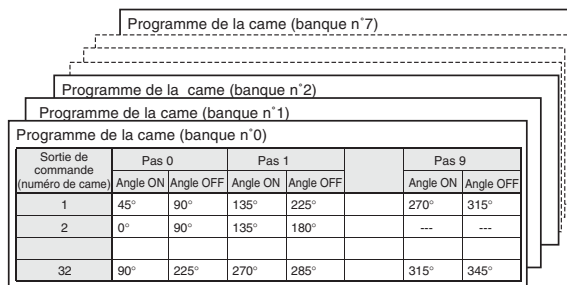 Programme de la came (banque n°7)
Programme de la came (banque n°2)
Programme de la came (banque n°1)
Programme de la came (banque n°0)
Sortie de commande (numéro de came) Pas 0 Pas 1 Pas 9
Angle ON Angle OFF Angle ON Angle OFF Angle ON Angle OFF
1 45° 90° 135° 225° 270° 315°
2 0° 90° 135° 180° --- ---
32 90° 225° 270° 285° 315° 345°